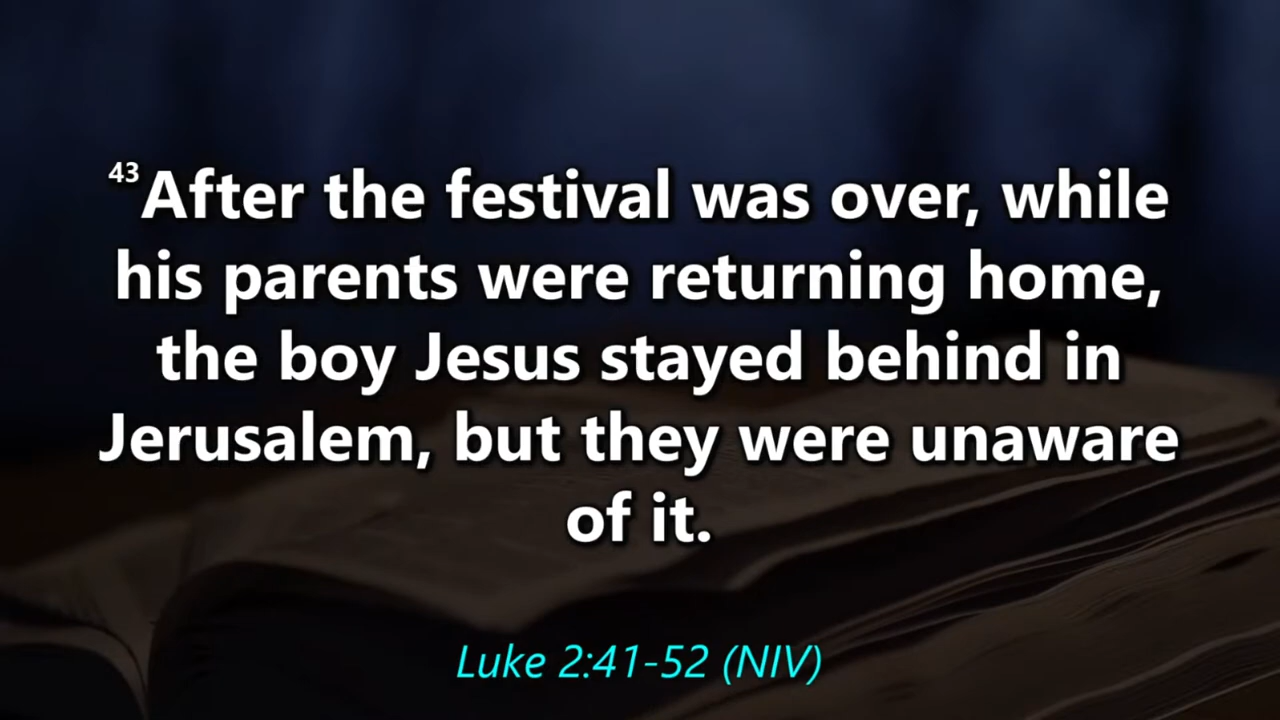 43After the festival was over, while
his parents were returning home,
the boy Jesus stayed behind in
Jerusalem, but they were unaware
of it.
Luke 2:41-52 (NIV)